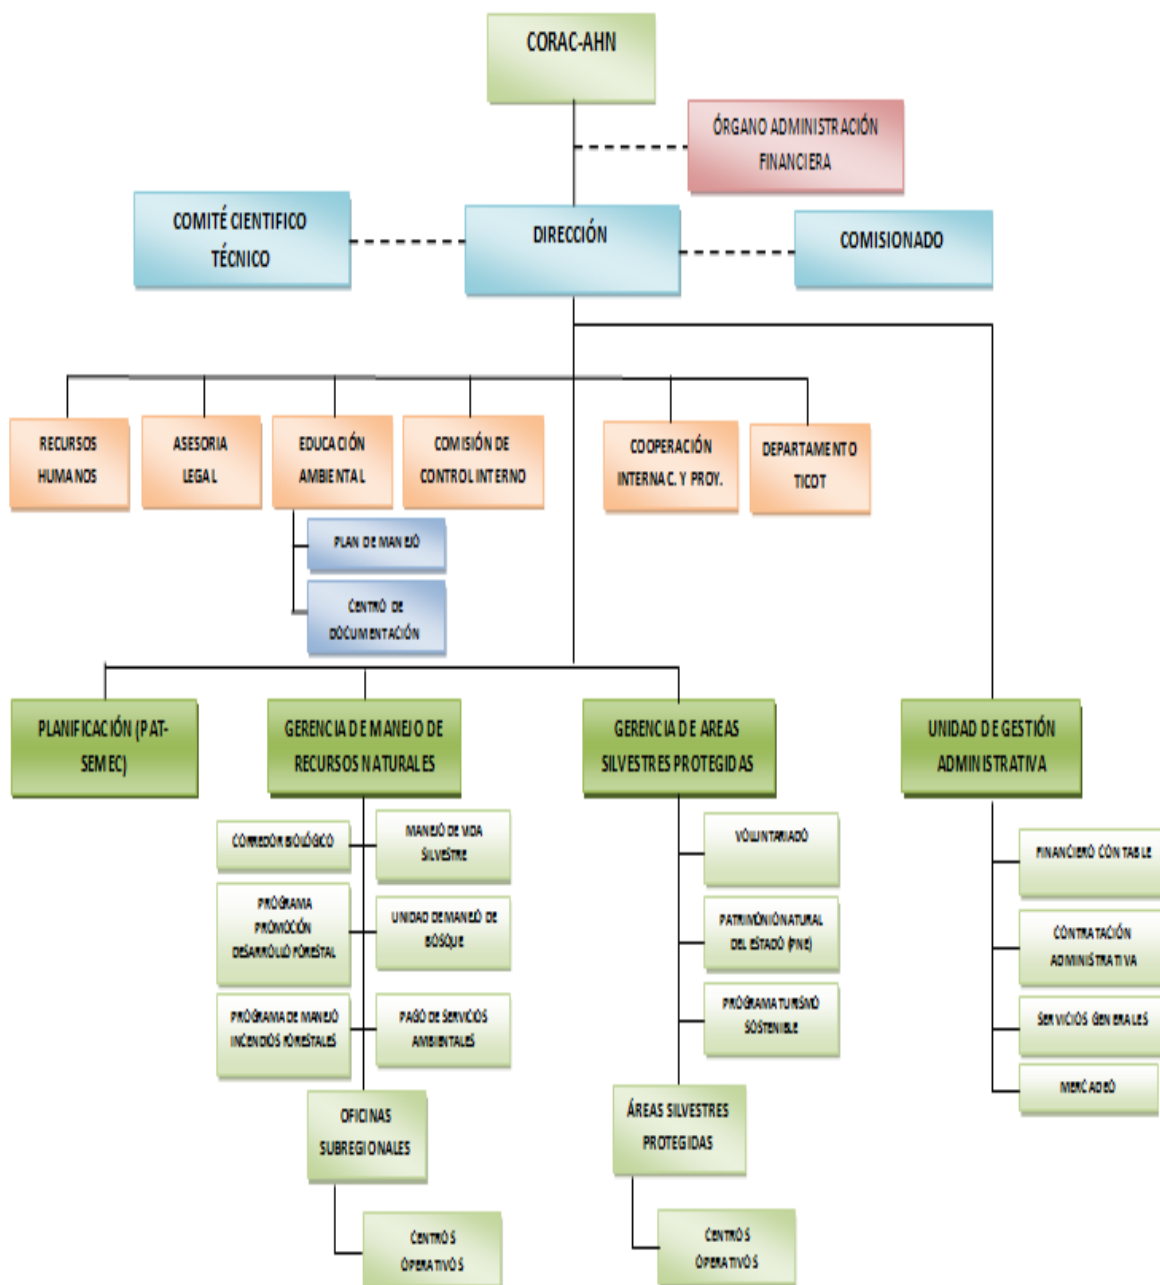 CORAC-AHN
ÓRGANO ADMINISTRACIÓN
FINANCIERA
COMITÉ CIENTIFICO
TÉCNICO
DIRECCIÓN
COMISIONADO
RECURSOS
HUMANOS
ASESORIA
LEGAL
EDUCACIÓN
AMBIENTAL
COMISIÓN DE
CONTROL INTERNO
COOPERACIÓN
INTERNAC. Y PROY.
DEPARTAMENTO
TICOT
PLAN DE MANEJO
CENTRO DE
DOCUMENTACIÓN
PLANIFICACIÓN (PAT-
SEMEC)
GERENCIA DE MANEJO DE
RECURSOS NATURALES
GERENCIA DE AREAS
SILVESTRES PROTEGIDAS
UNIDAD DE GESTIÓN
ADMINISTRATIVA
CORREDOR BIOLÓGICO
MANEJO DE VIDA
SILVESTRE
PROGRAMA
PROMOCIÓN
DESARROLLO FORESTAL
UNIDAD DE MANEJO DE
BOSQUE
PROGRAMA DE MANEJO
INCENDIOS FORESTALES
PAGO DE SERVICIOS
AMBIENTALES
OFICINAS
SUBREGIONALES
CENTROS
OPERATIVOS
VOLUNTARIADO
PATRIMONIO NATURAL
DEL ESTADO (PNE)
PROGRAMA TURISMO
SOSTENIBLE
ÁREAS SILVESTRES
PROTEGIDAS
CENTROS
OPERATIVOS
FINANCIERO CONTABLE
CONTRATACIÓN
ADMINISTRATIVA
SERVICIOS GENERALES
MERCADEO